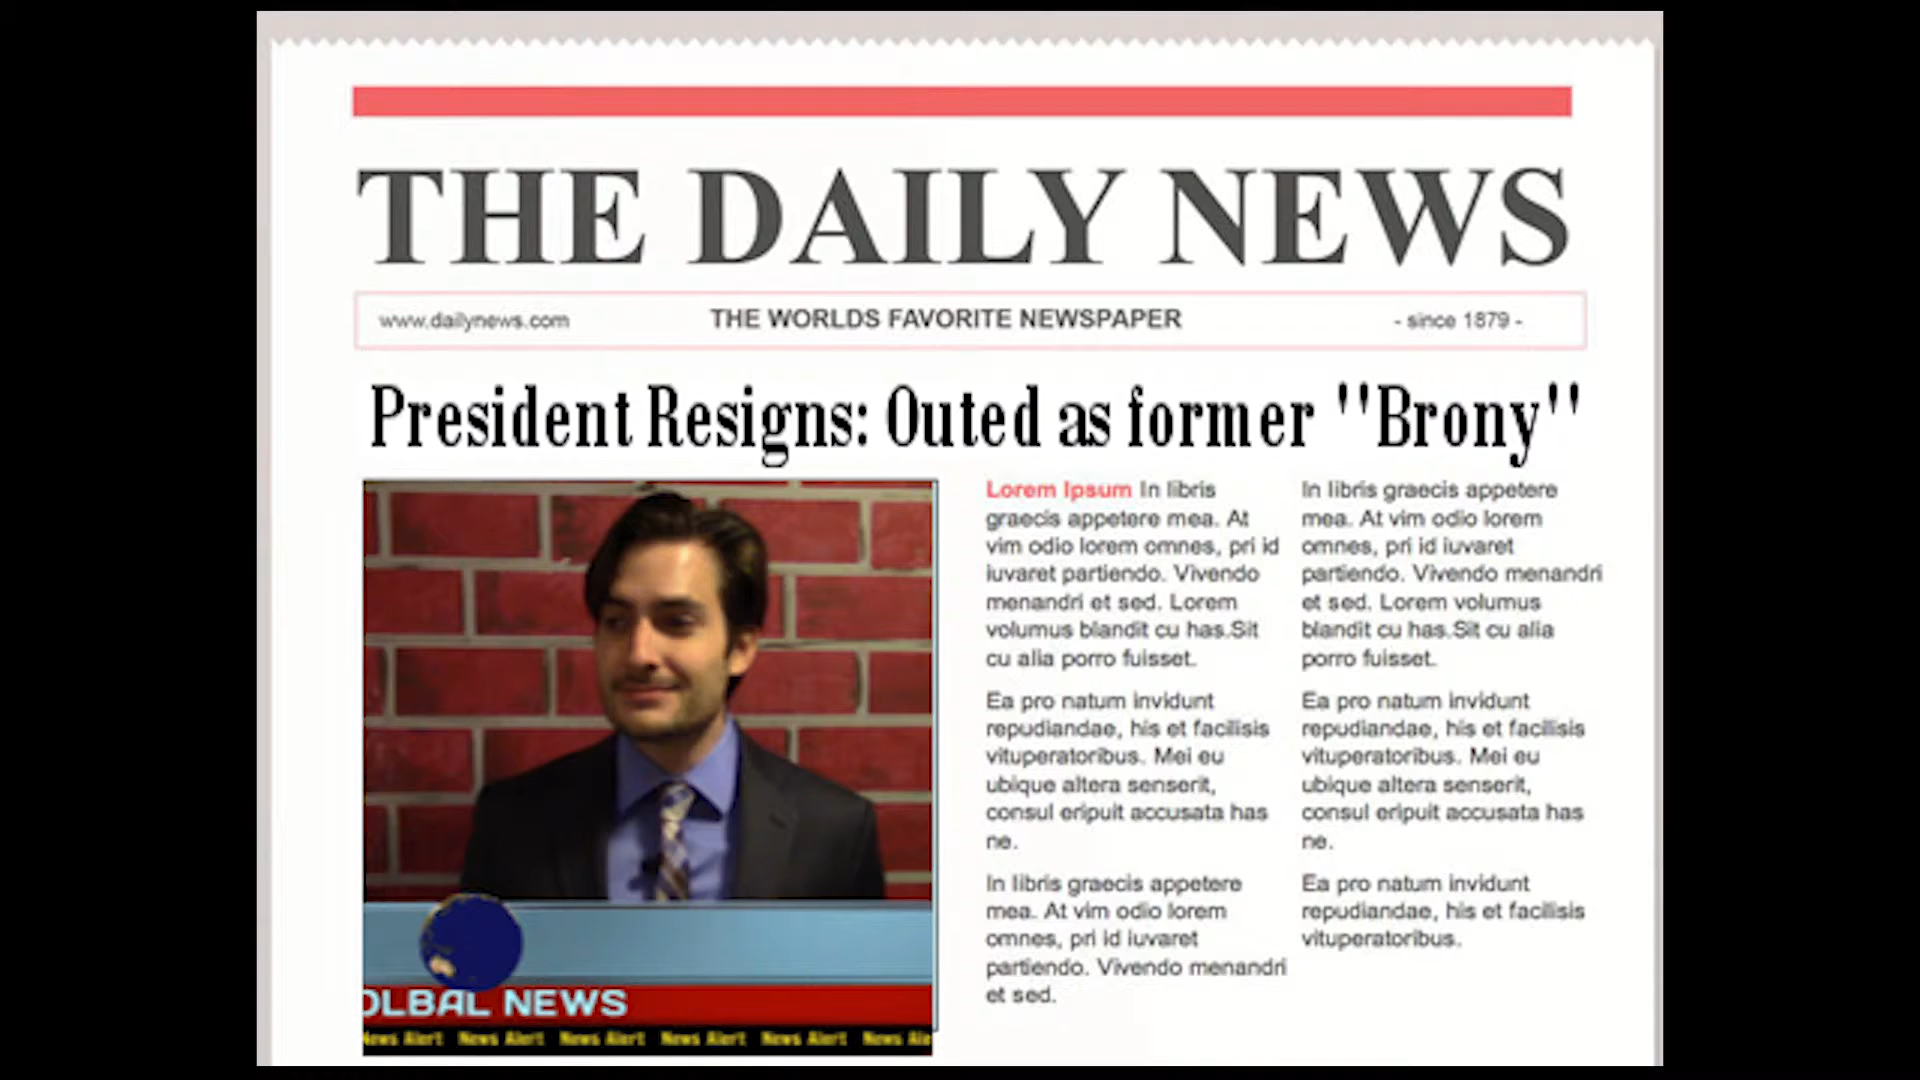 THE DAILY NEWS
www.dailynews.com
THE WORLDS FAVORITE NEWSPAPER
- since 1879 -
President Resigns: Outed as former "Brony"
Lorem Ipsum In libris
graecis appetere mea. At
vim odio lorem omnes, pri id
iuvaret partiendo. Vivendo
menandri et sed. Lorem
volumus blandit cu has.Sit
cu alia porro fuisset.
Ea pro natum invidunt
repudiandae, his et facilisis
vituperatoribus. Mei eu
ubique altera senserit,
consul eripuit accusata has
ne.
In libris graecis appetere
mea. At vim odio lorem
omnes, pri id iuvaret
partiendo. Vivendo menandri
et sed.
In libris graecis appetere
mea. At vim odio lorem
omnes, pri id iuvaret
partiendo. Vivendo menandri
et sed. Lorem volumus
blandit cu has.Sit cu alia
porro fuisset.
Ea pro natum invidunt
repudiandae, his et facilisis
vituperatoribus. Mei eu
ubique altera senserit,
consul eripuit accusata has
ne.
Ea pro natum invidunt
repudiandae, his et facilisis
vituperatoribus.
OLBAL NEWS
News Alert News Alert News Alert News Alert News Alert News Ale